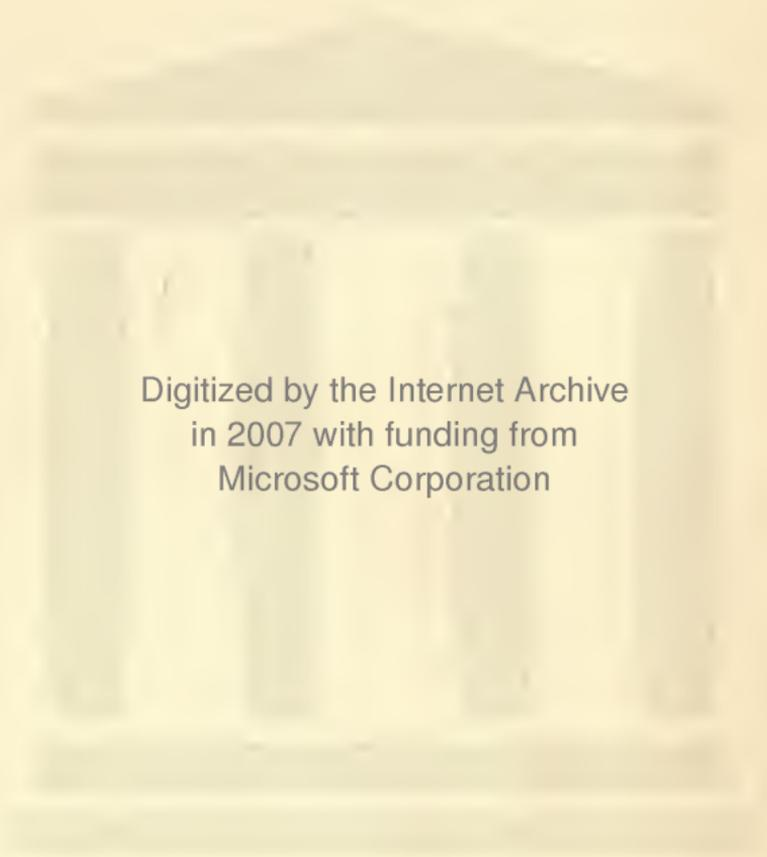 Digitized by the Internet Archive
in 2007 with funding from
Microsoft Corporation